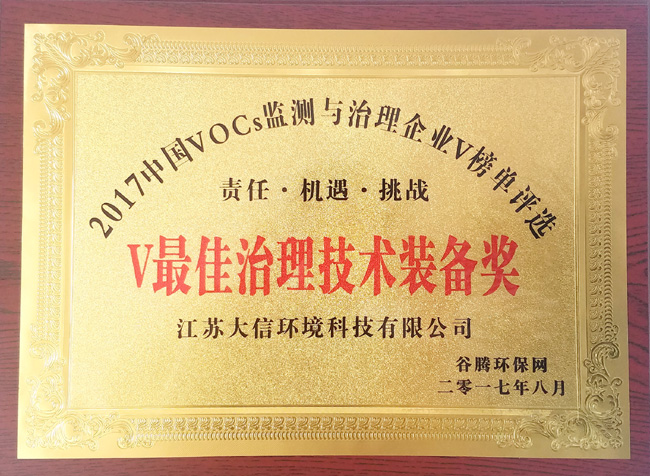 2017中国VOCs监测与治理企业V榜单评选
责任·机遇·挑战
V最佳治理技术装备奖
江苏大信环境科技有限公司
谷腾环保网
二零一七年八月